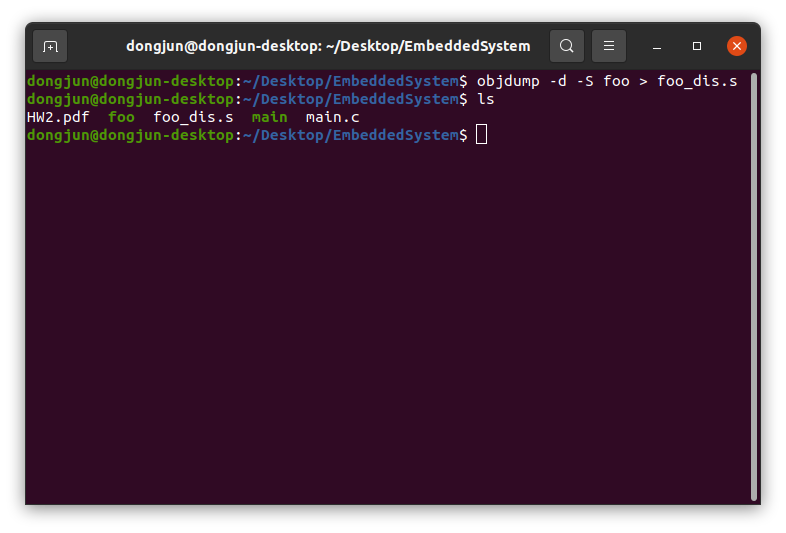 dongjun@dongjun-desktop: ~/Desktop/EmbeddedSystem
dongjun@dongjun-desktop:~/Desktop/EmbeddedSystem$ objdump -d -S foo > foo_dis.s
dongjun@dongjun-desktop:~/Desktop/EmbeddedSystem$ ls
HW2.pdf  foo  foo_dis.s  main  main.c
dongjun@dongjun-desktop:~/Desktop/EmbeddedSystem$